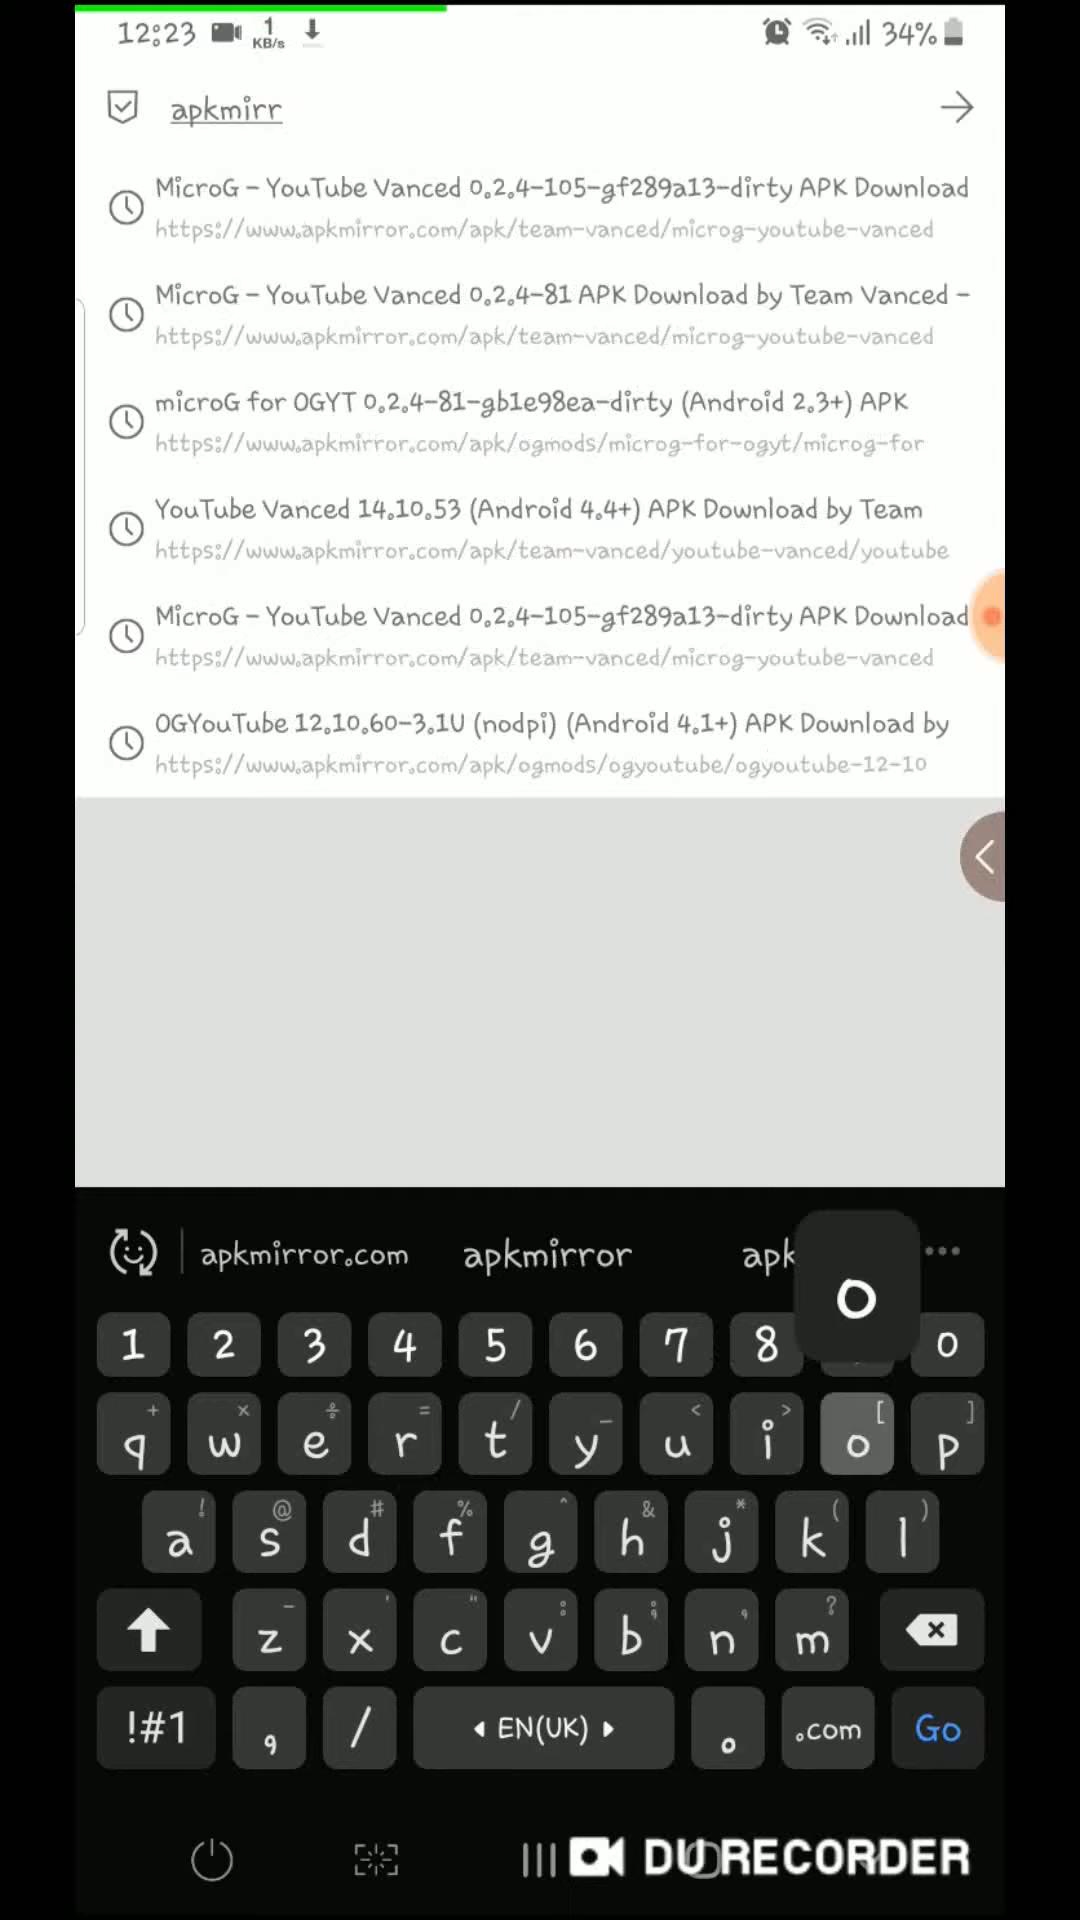 12:23 1 KB/s 34%
apkmirr
MicroG - YouTube Vanced 0.2.4-105-gf289a13-dirty APK Download
https://www.apkmirror.com/apk/team-vanced/microg-youtube-vanced
MicroG - YouTube Vanced 0.2.4-81 APK Download by Team Vanced -
https://www.apkmirror.com/apk/team-vanced/microg-youtube-vanced
microG for OGYT 0.2.4-81-gb1e98ea-dirty (Android 2.3+) APK
https://www.apkmirror.com/apk/ogmods/microg-for-ogyt/microg-for
YouTube Vanced 14.10.53 (Android 4.4+) APK Download by Team
https://www.apkmirror.com/apk/team-vanced/youtube-vanced/youtube
MicroG - YouTube Vanced 0.2.4-105-gf289a13-dirty APK Download
https://www.apkmirror.com/apk/team-vanced/microg-youtube-vanced
OGYouTube 12.10.60-3.1U (nodpi) (Android 4.1+) APK Download by
https://www.apkmirror.com/apk/ogmods/ogyoutube/ogyoutube-12-10
apkmirror.com apkmirror apk ...
o
1 2 3 4 5 6 7 8 0
+ × ÷ = / _ < > [ ]
q w e r t y u i o p
! @ # % ^ & * ( )
a s d f g h j k l
- ' " : ; , ?
z x c v b n m
!#1 , / EN(UK) . .com Go
DU RECORDER